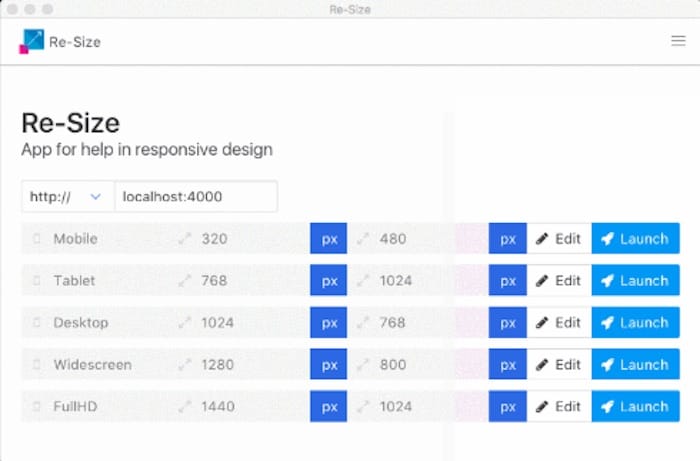 Re-Size
Re-Size
Re-Size
App for help in responsive design
http:// localhost:4000
Mobile 320 px 480 px Edit Launch
Tablet 768 px 1024 px Edit Launch
Desktop 1024 px 768 px Edit Launch
Widescreen 1280 px 800 px Edit Launch
FullHD 1440 px 1024 px Edit Launch